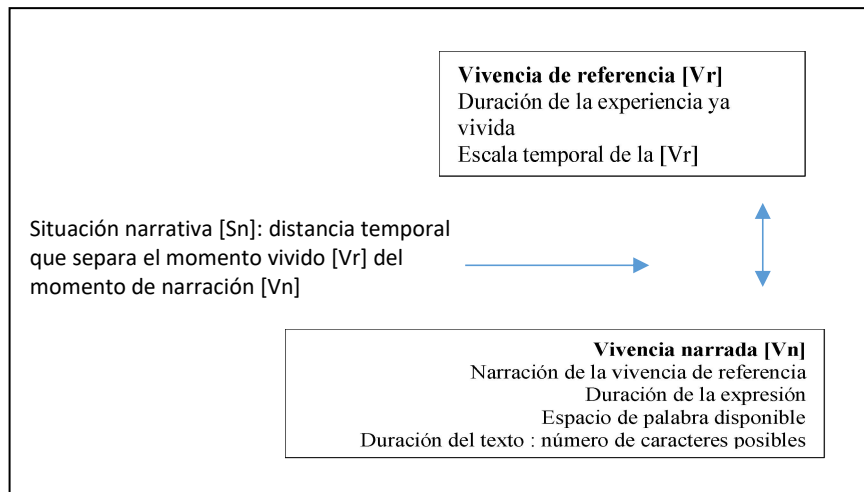 Vivencia de referencia [Vr]
Duración de la experiencia ya
vivida
Escala temporal de la [Vr]
Situación narrativa [Sn]: distancia temporal
que separa el momento vivido [Vr] del
momento de narración [Vn]
Vivencia narrada [Vn]
Narración de la vivencia de referencia
Duración de la expresión
Espacio de palabra disponible
Duración del texto : número de caracteres posibles